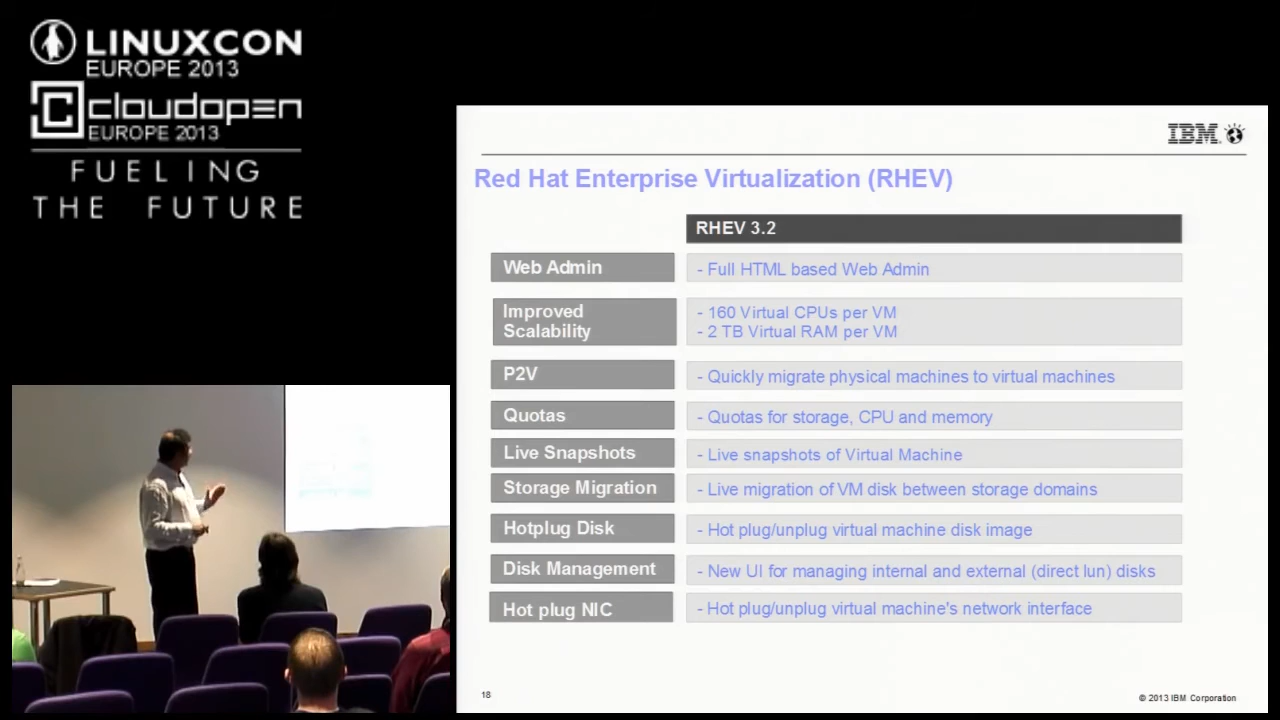 LINUXCON
EUROPE 2013
cloudopen
EUROPE 2013
FUELING
THE FUTURE
IBM
Red Hat Enterprise Virtualization (RHEV)
RHEV 3.2
Web Admin
- Full HTML based Web Admin
Improved
Scalability
- 160 Virtual CPUs per VM
- 2 TB Virtual RAM per VM
P2V
- Quickly migrate physical machines to virtual machines
Quotas
- Quotas for storage, CPU and memory
Live Snapshots
- Live snapshots of Virtual Machine
Storage Migration
- Live migration of VM disk between storage domains
Hotplug Disk
- Hot plug/unplug virtual machine disk image
Disk Management
- New UI for managing internal and external (direct lun) disks
Hot plug NIC
- Hot plug/unplug virtual machine's network interface
18
© 2013 IBM Corporation